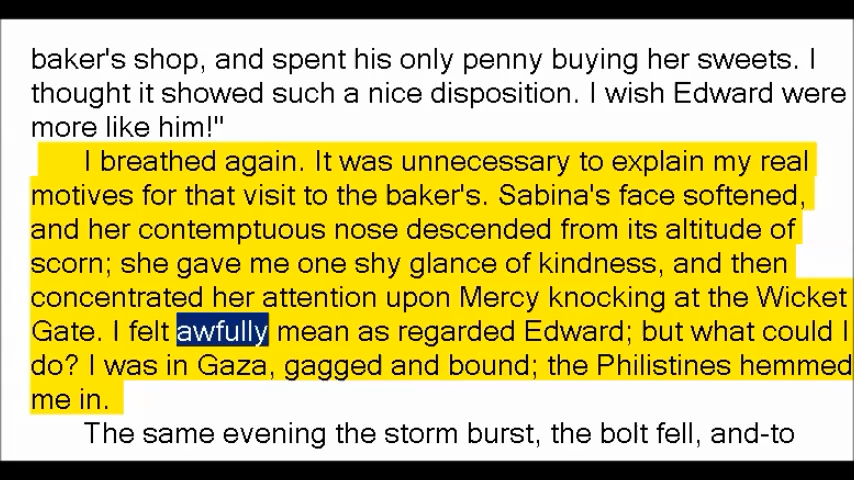 baker's shop, and spent his only penny buying her sweets. I
thought it showed such a nice disposition. I wish Edward were
more like him!"
I breathed again. It was unnecessary to explain my real
motives for that visit to the baker's. Sabina's face softened,
and her contemptuous nose descended from its altitude of
scorn; she gave me one shy glance of kindness, and then
concentrated her attention upon Mercy knocking at the Wicket
Gate. I felt awfully mean as regarded Edward; but what could I
do? I was in Gaza, gagged and bound; the Philistines hemmed
me in.
The same evening the storm burst, the bolt fell, and-to